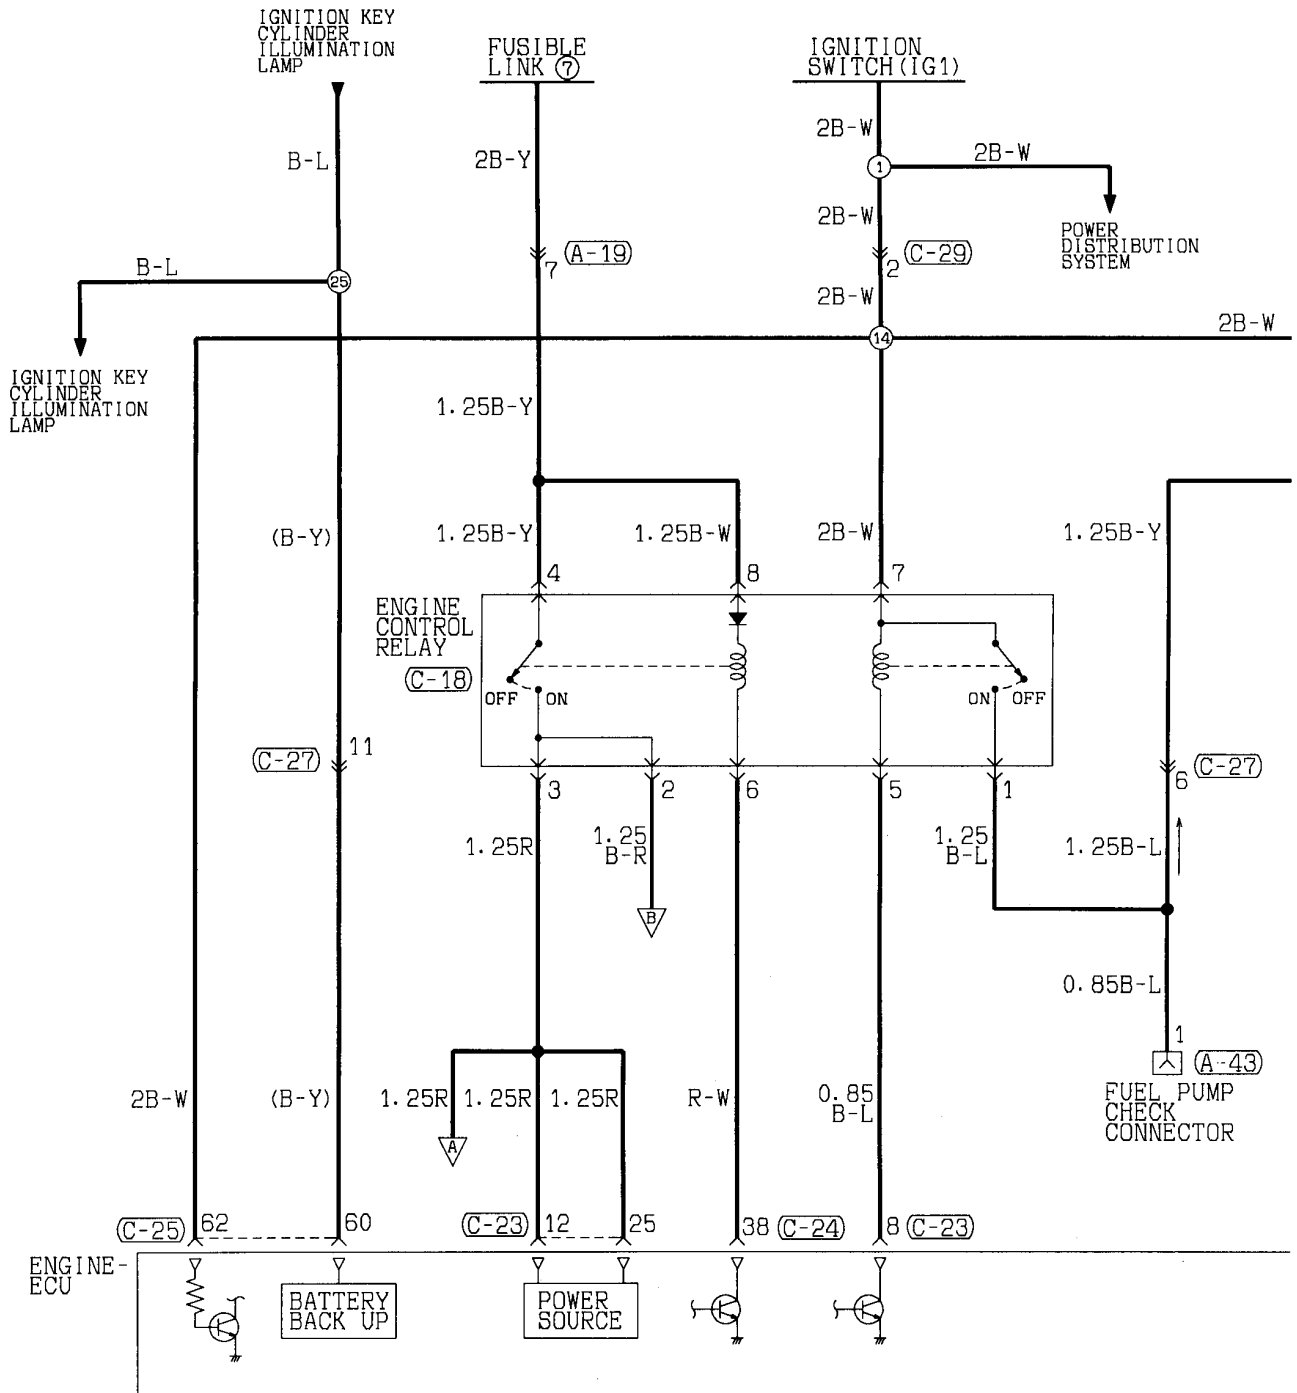 IGNITION KEY
CYLINDER
ILLUMINATION
LAMP
FUSIBLE
LINK ⑦
IGNITION
SWITCH(IG1)
B-L
2B-Y
2B-W
1
2B-W
2B-W
POWER
DISTRIBUTION
SYSTEM
A-19
7
C-29
2
B-L
25
2B-W
14
2B-W
IGNITION KEY
CYLINDER
ILLUMINATION
LAMP
1.25B-Y
(B-Y)
1.25B-Y
1.25B-W
2B-W
1.25B-Y
4
8
7
ENGINE
CONTROL
RELAY
C-18
OFF
ON
ON
OFF
C-27
11
3
2
6
5
1
6
C-27
1.25R
1.25
B-R
1.25
B-L
1.25B-L
B
0.85B-L
1
A-43
FUEL PUMP
CHECK
CONNECTOR
2B-W
(B-Y)
1.25R
1.25R
1.25R
R-W
0.85
B-L
A
C-25
62
60
C-23
12
25
38
C-24
8
C-23
ENGINE-
ECU
BATTERY
BACK UP
POWER
SOURCE